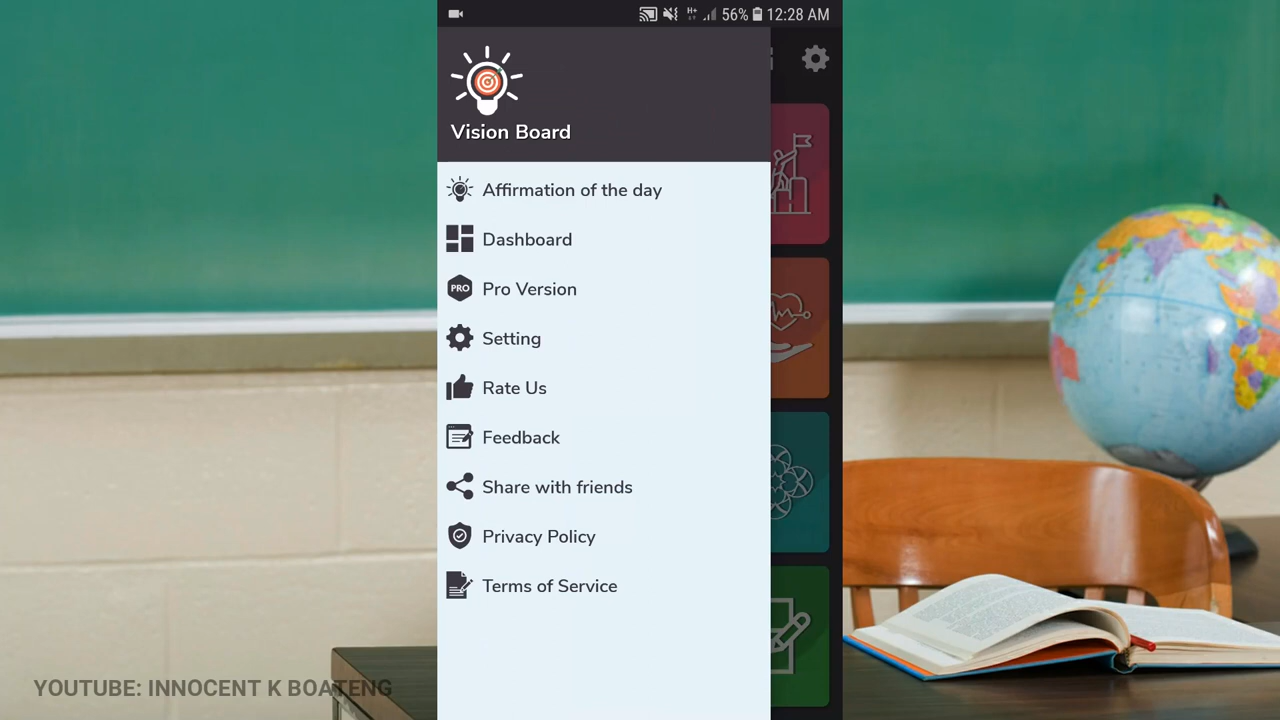 H+ 56% 12:28 AM
Vision Board
Affirmation of the day
Dashboard
PRO Pro Version
Setting
Rate Us
Feedback
Share with friends
Privacy Policy
Terms of Service
YOUTUBE: INNOCENT K BOATENG